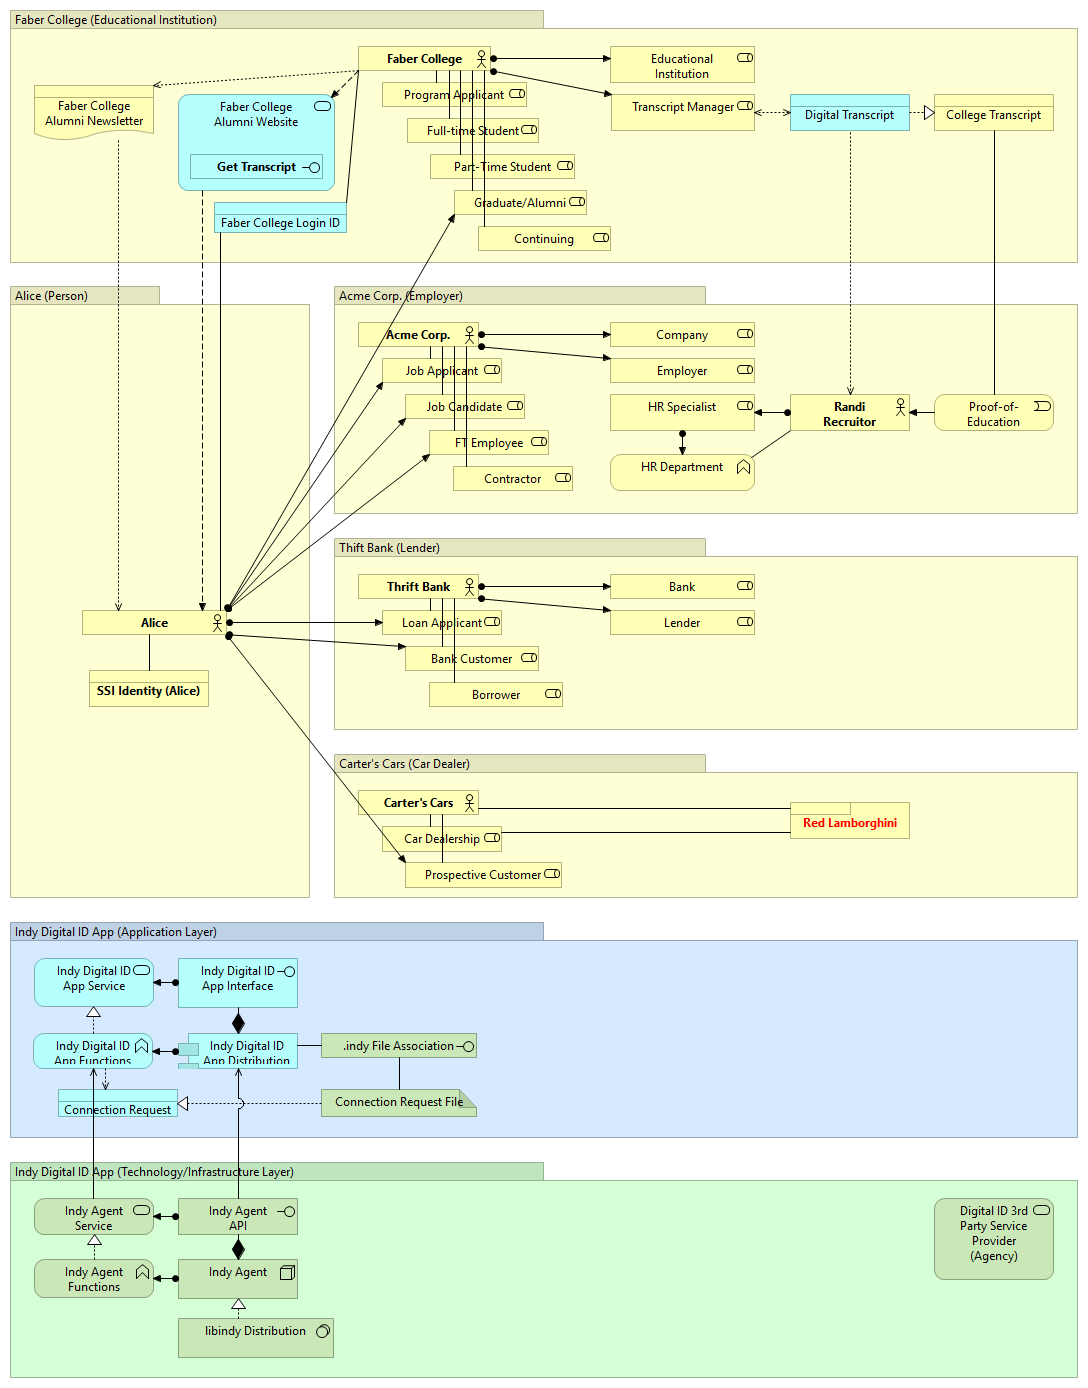 Faber College (Educational Institution)
Faber College
Educational
Institution
Faber College
Alumni Newsletter
Faber College
Alumni Website
Get Transcript
Faber College Login ID
Program Applicant
Full-time Student
Part-Time Student
Graduate/Alumni
Continuing
Transcript Manager
Digital Transcript
College Transcript
Alice (Person)
Alice
SSI Identity (Alice)
Acme Corp. (Employer)
Acme Corp.
Company
Job Applicant
Employer
Job Candidate
HR Specialist
Randi
Recruitor
Proof-of-
Education
FT Employee
HR Department
Contractor
Thift Bank (Lender)
Thrift Bank
Bank
Loan Applicant
Lender
Bank Customer
Borrower
Carter's Cars (Car Dealer)
Carter's Cars
Red Lamborghini
Car Dealership
Prospective Customer
Indy Digital ID App (Application Layer)
Indy Digital ID
App Service
Indy Digital ID
App Interface
Indy Digital ID
App Functions
Indy Digital ID
App Distribution
.indy File Association
Connection Request
Connection Request File
Indy Digital ID App (Technology/Infrastructure Layer)
Indy Agent
Service
Indy Agent
API
Indy Agent
Functions
Indy Agent
libindy Distribution
Digital ID 3rd
Party Service
Provider
(Agency)